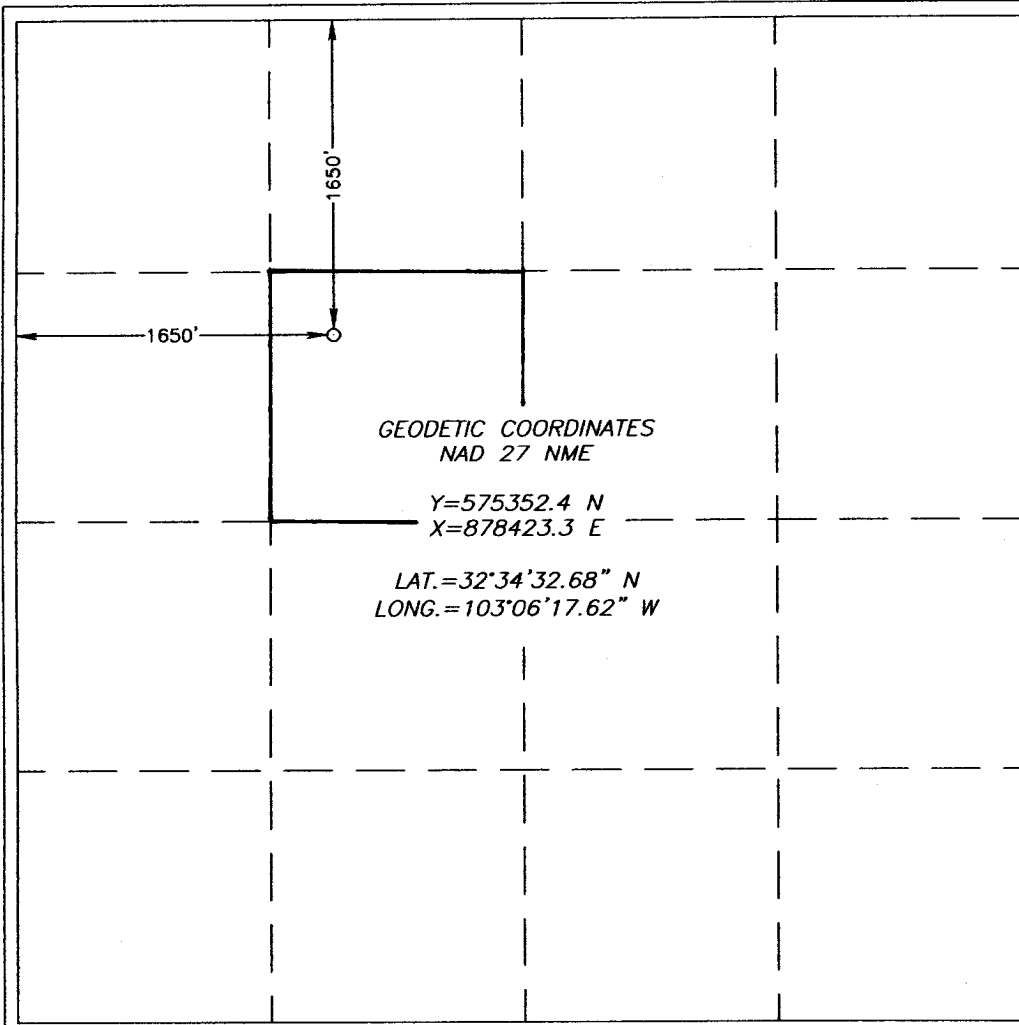 1650'
1650'
GEODETIC COORDINATES
NAD 27 NME
Y=575352.4 N
X=878423.3 E
LAT.=32°34'32.68" N
LONG.=103°06'17.62" W